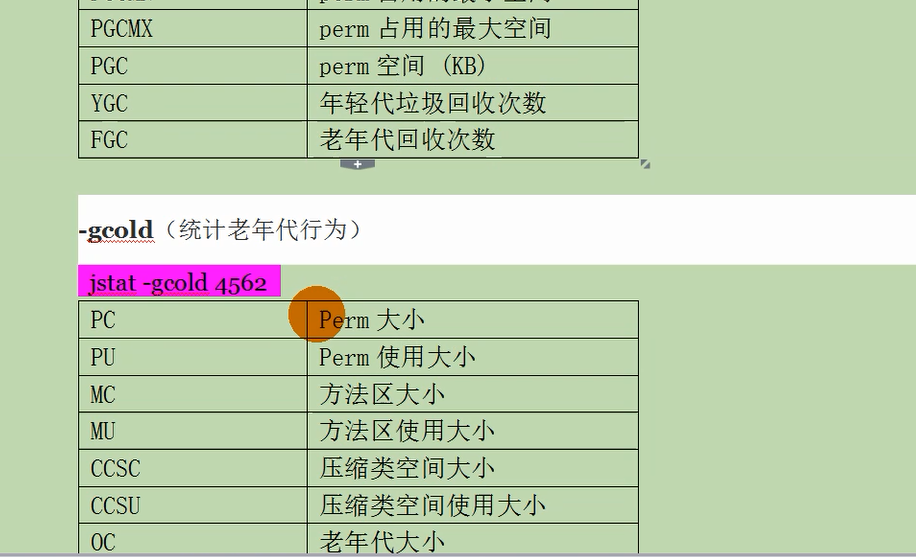 PGCMX perm 占用的最大空间
PGC perm 空间 (KB)
YGC 年轻代垃圾回收次数
FGC 老年代回收次数
-gcold（统计老年代行为）
jstat -gcold 4562
PC Perm 大小
PU Perm 使用大小
MC 方法区大小
MU 方法区使用大小
CCSC 压缩类空间大小
CCSU 压缩类空间使用大小
OC 老年代大小